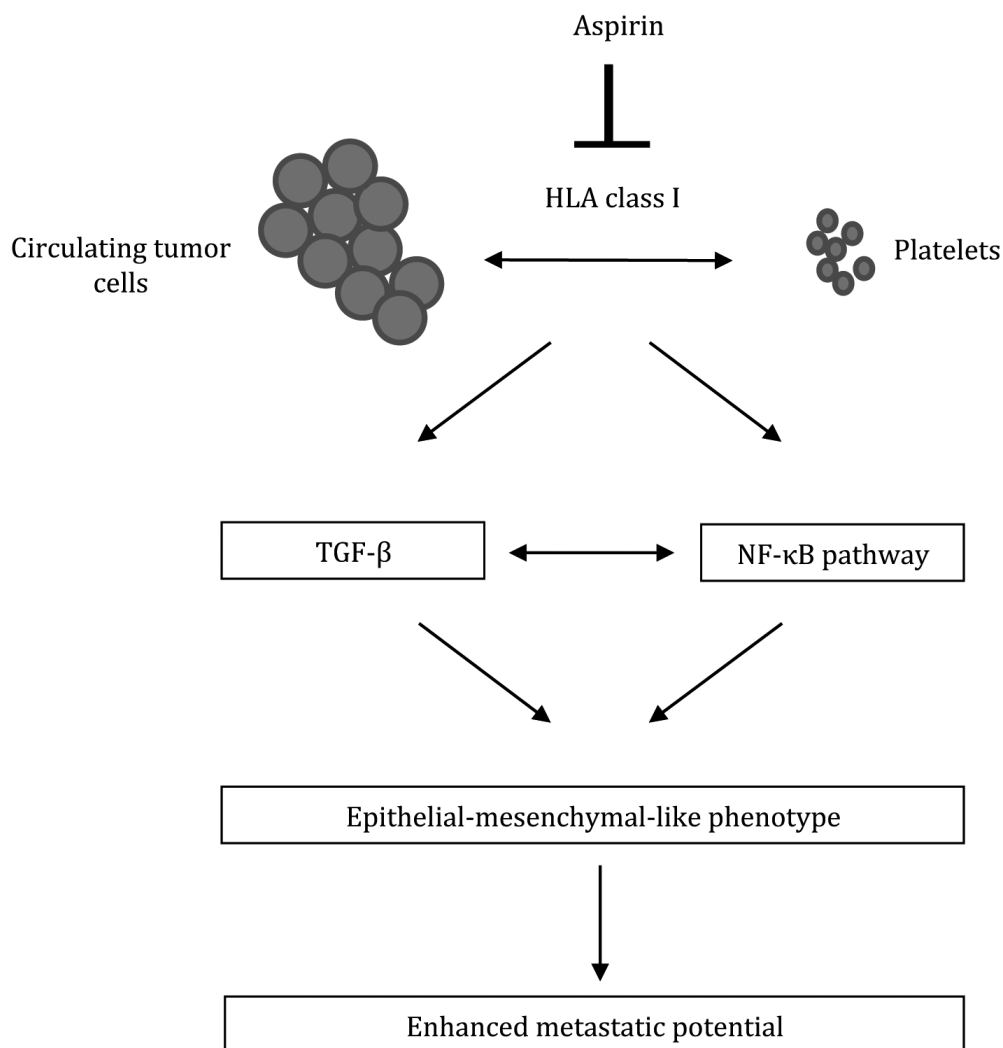 Aspirin
HLA class I
Circulating tumor
cells
Platelets
TGF-β
NF-κB pathway
Epithelial-mesenchymal-like phenotype
Enhanced metastatic potential